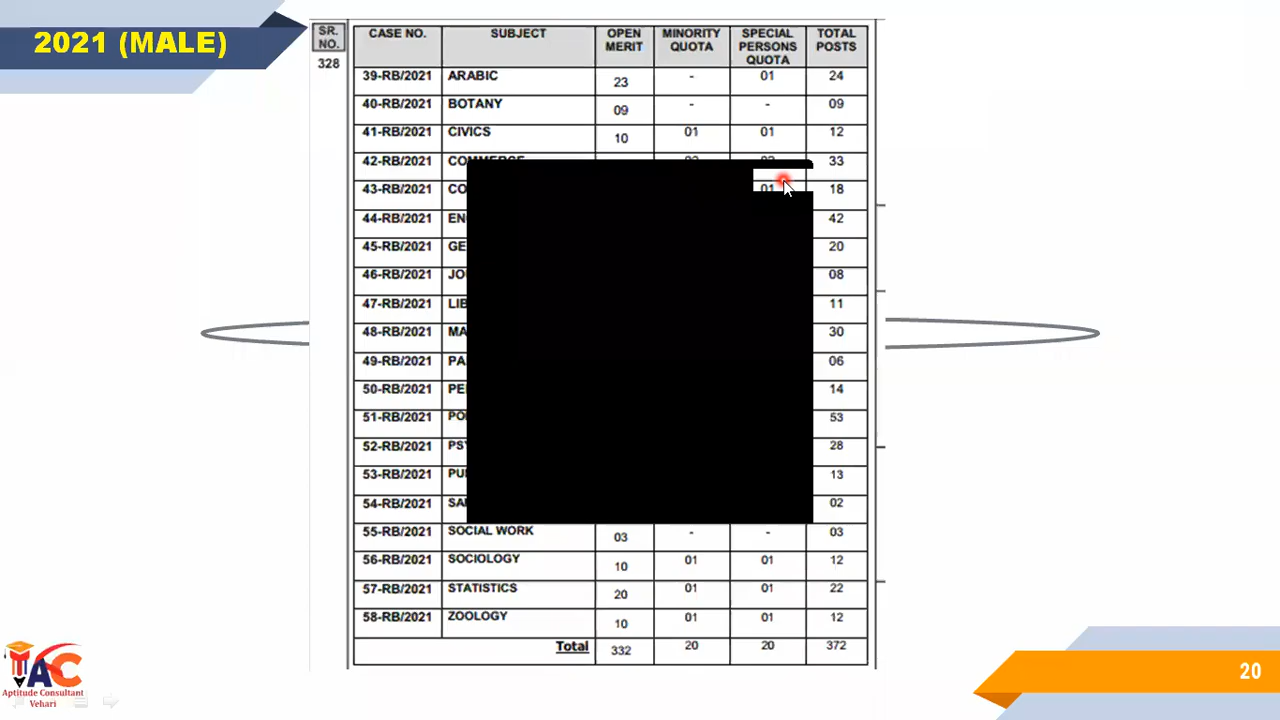 2021 (MALE)
SR. NO. CASE NO. SUBJECT OPEN MERIT MINORITY QUOTA SPECIAL PERSONS QUOTA TOTAL POSTS
328
39-RB/2021 ARABIC 23 - 01 24
40-RB/2021 BOTANY 09 - - 09
41-RB/2021 CIVICS 10 01 01 12
42-RB/2021 33
43-RB/2021 01 18
44-RB/2021 42
45-RB/2021 20
46-RB/2021 08
47-RB/2021 11
48-RB/2021 30
49-RB/2021 06
50-RB/2021 14
51-RB/2021 53
52-RB/2021 28
53-RB/2021 13
54-RB/2021 02
55-RB/2021 SOCIAL WORK 03 - - 03
56-RB/2021 SOCIOLOGY 10 01 01 12
57-RB/2021 STATISTICS 20 01 01 22
58-RB/2021 ZOOLOGY 10 01 01 12
Total 332 20 20 372
AC
Aptitude Consultant
Vehari
20